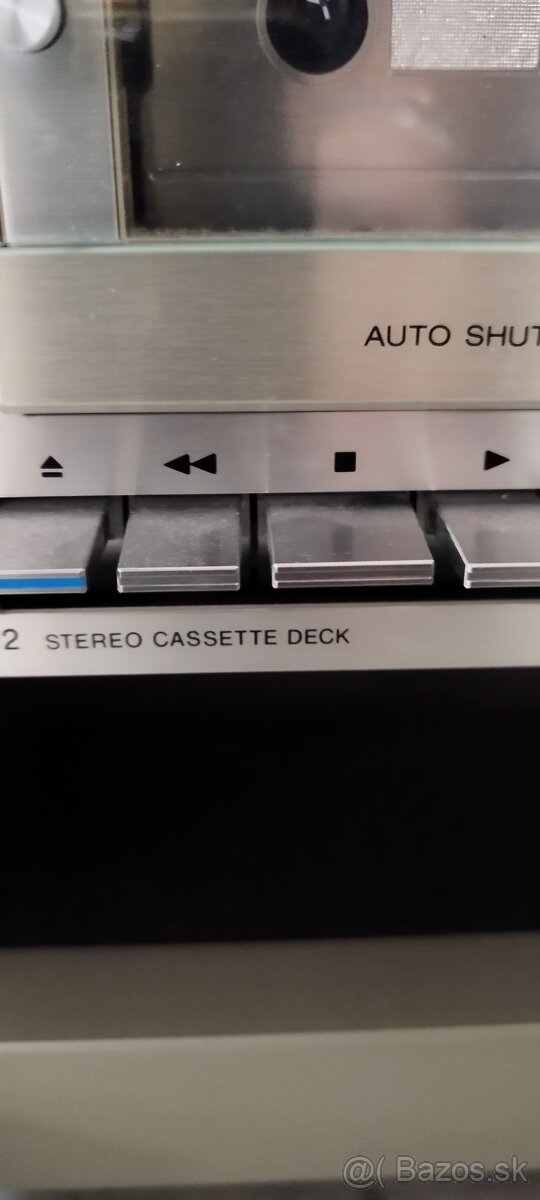 AUTO SHUT
2 STEREO CASSETTE DECK
@( Bazos.sk